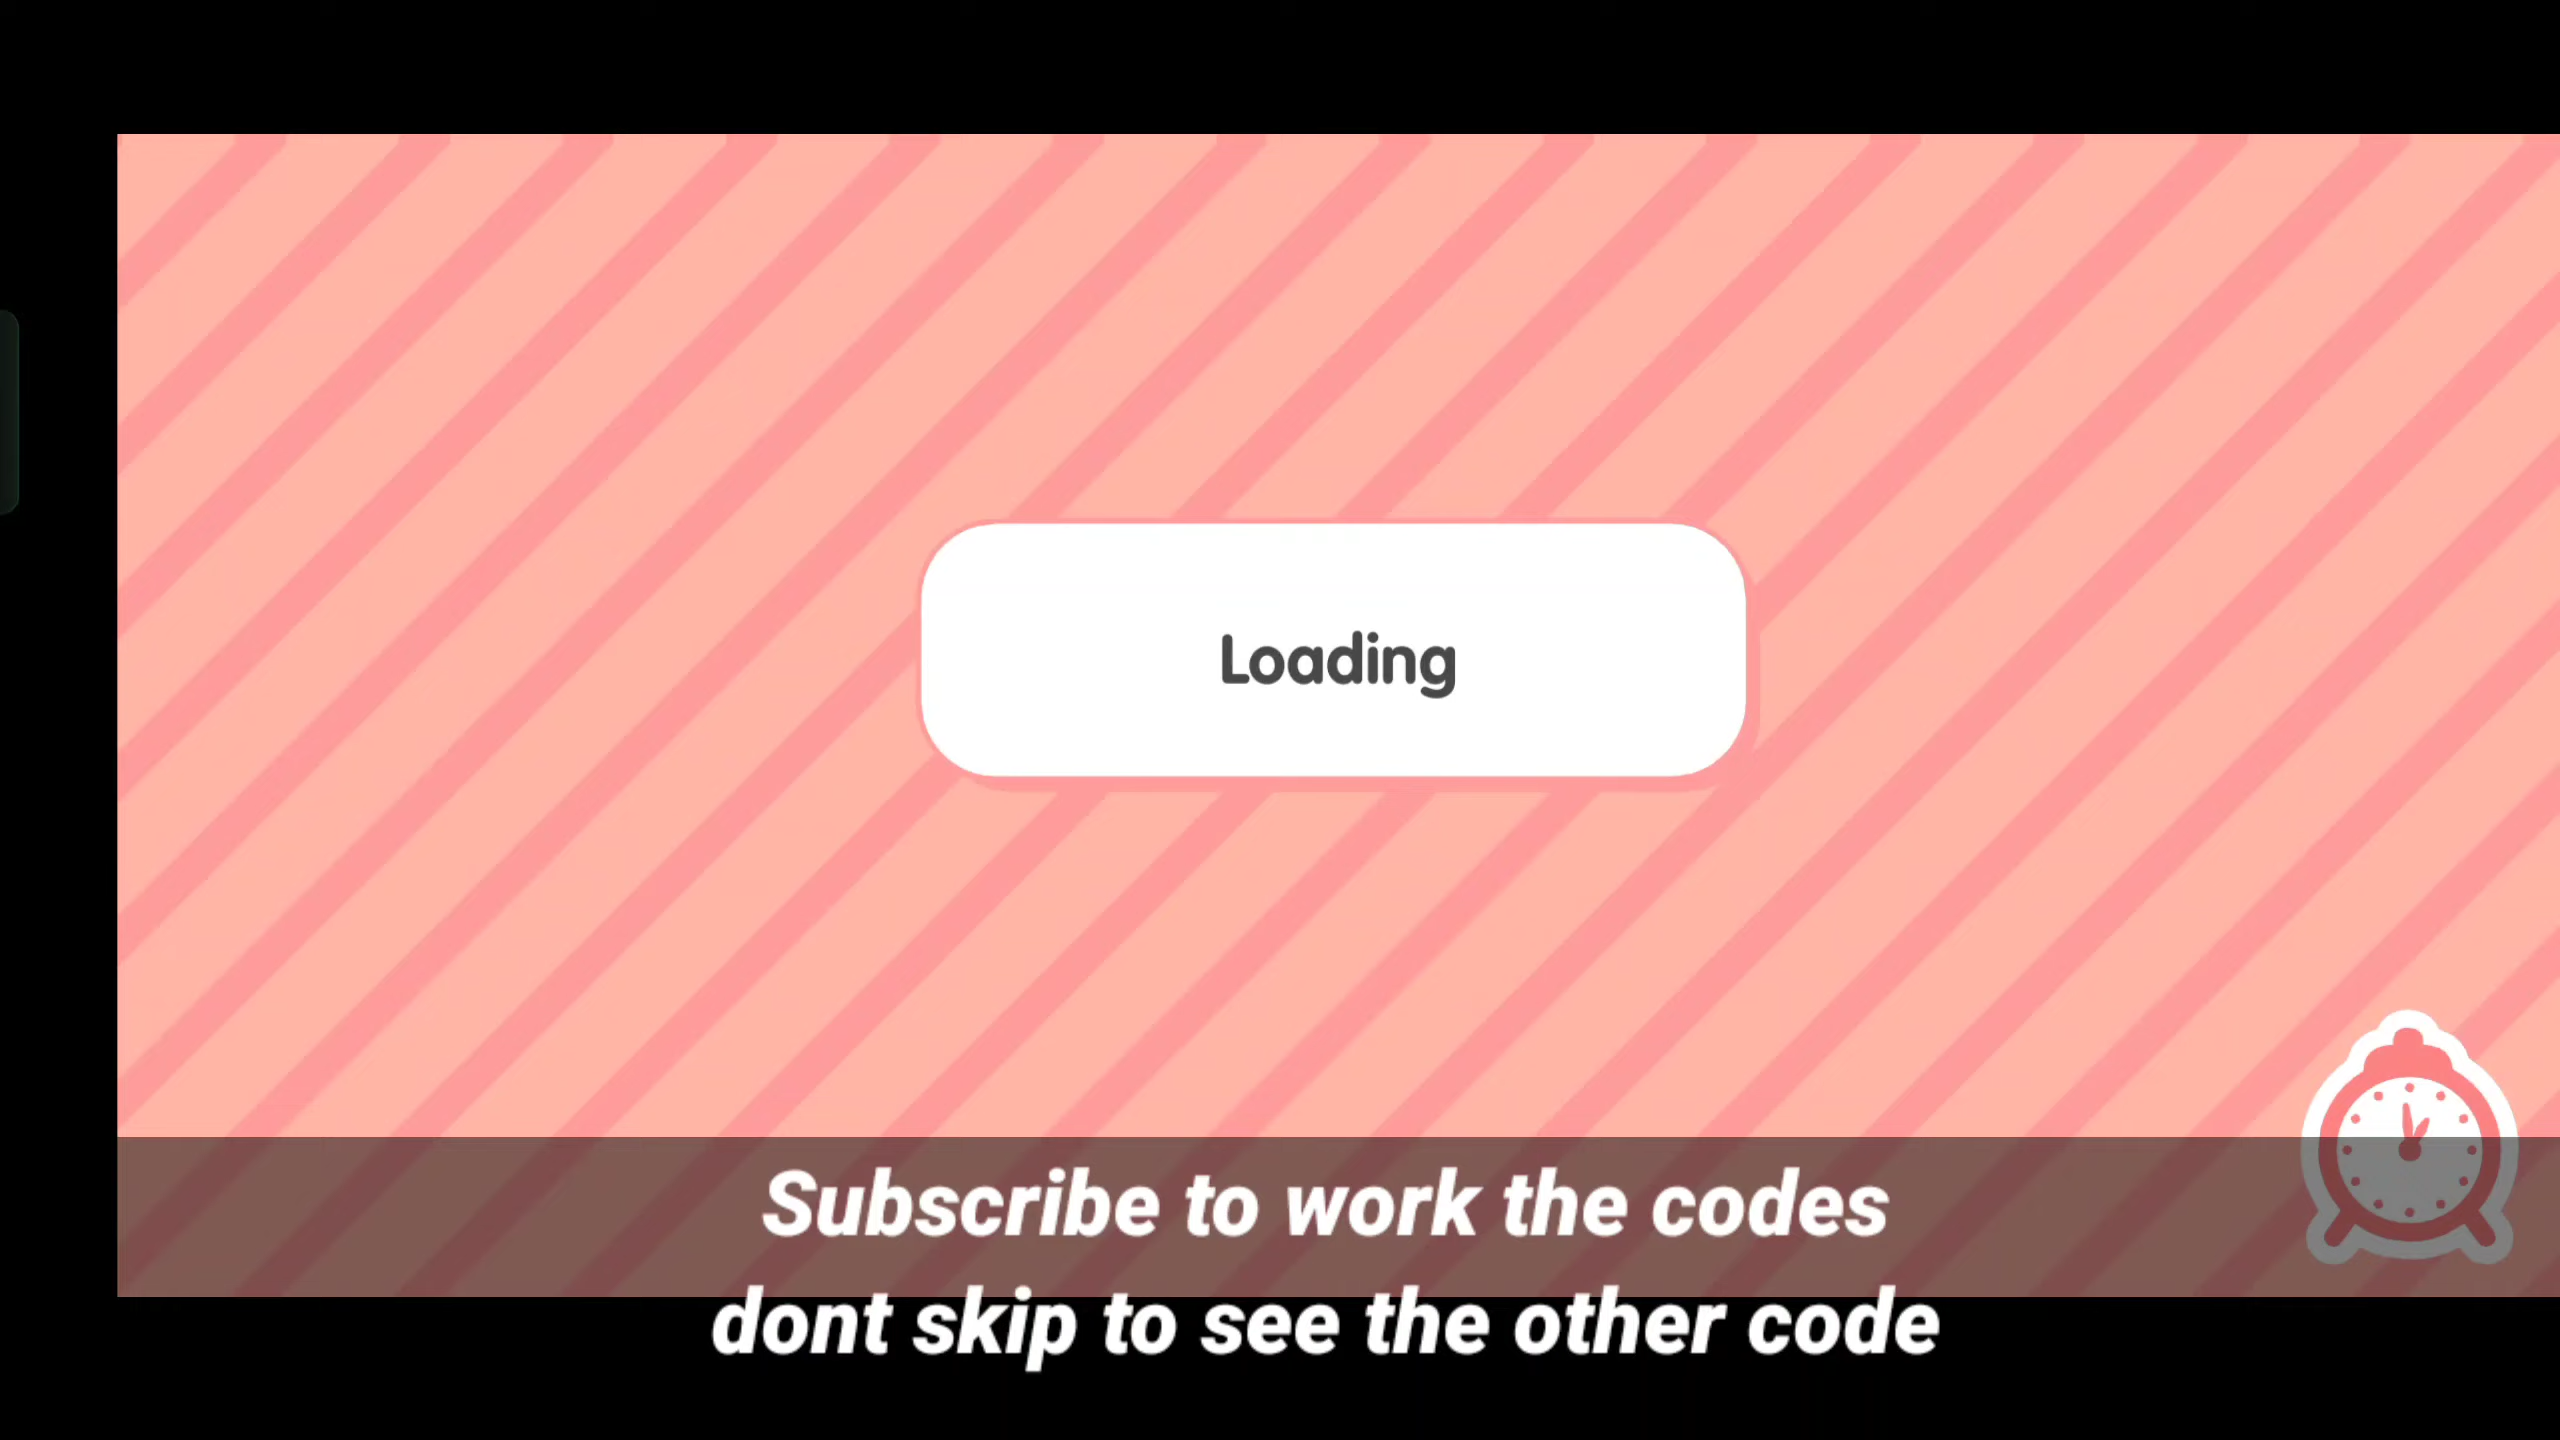 Loading
Subscribe to work the codes
dont skip to see the other code